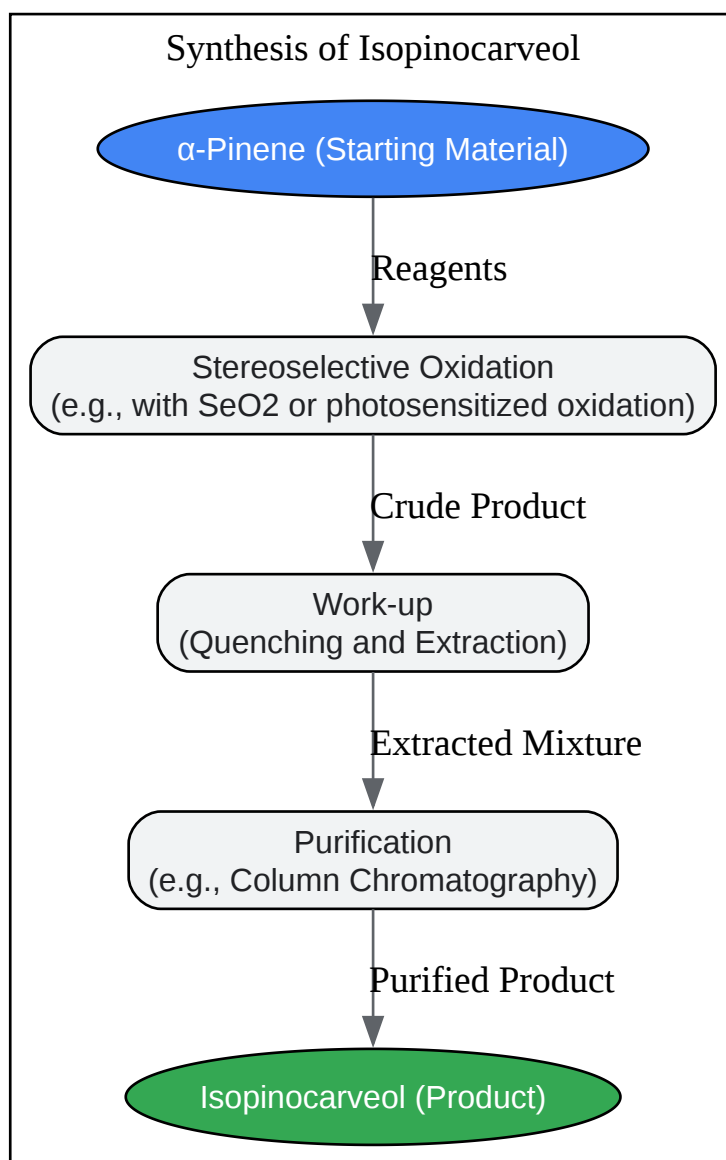 Synthesis of Isopinocarveol
α-Pinene (Starting Material)
Reagents
Stereoselective Oxidation
(e.g., with SeO2 or photosensitized oxidation)
Crude Product
Work-up
(Quenching and Extraction)
Extracted Mixture
Purification
(e.g., Column Chromatography)
Purified Product
Isopinocarveol (Product)